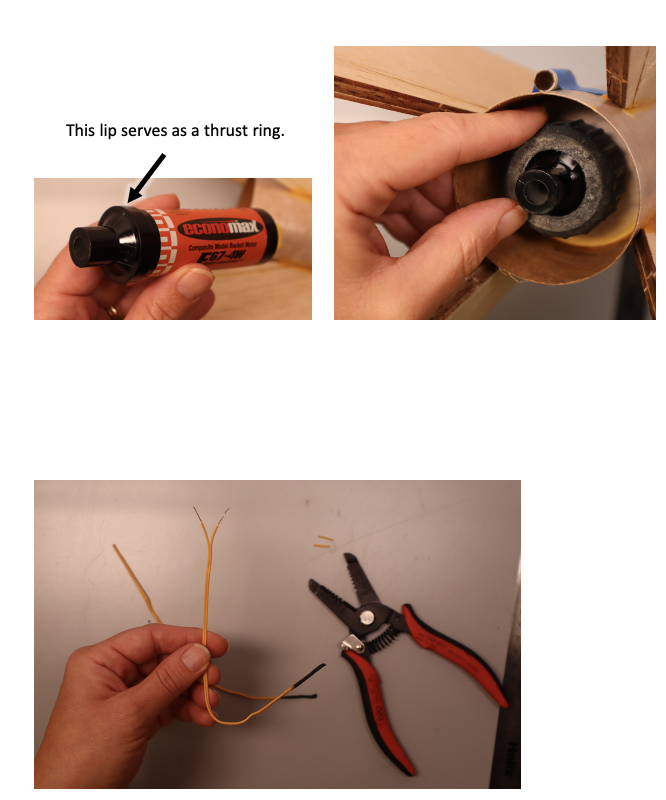 This lip serves as a thrust ring.
economax
Composite Model Rocket Motor
E67-4W